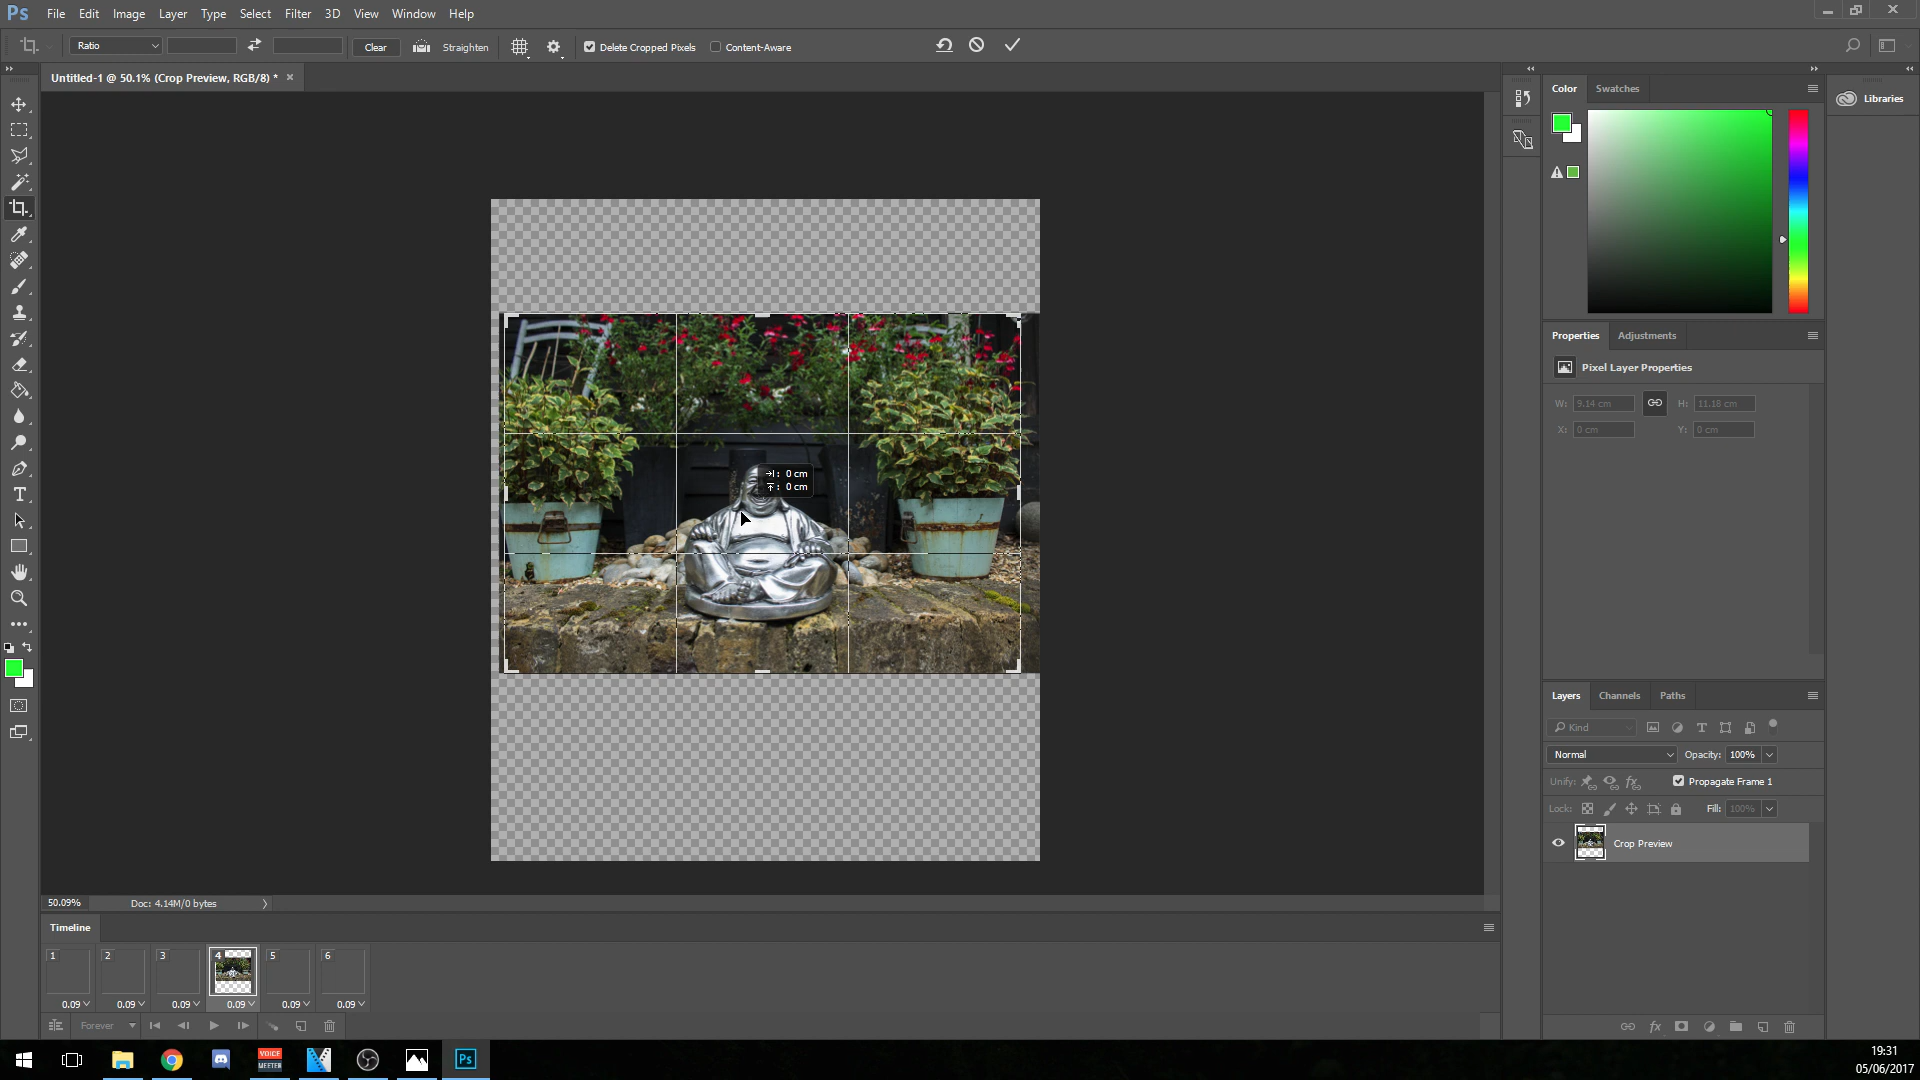 Ps File Edit Image Layer Type Select Filter 3D View Window Help
Ratio Clear Straighten Delete Cropped Pixels Content-Aware
Untitled-1 @ 50.1% (Crop Preview, RGB/8) *
Color Swatches
Libraries
Properties Adjustments
Pixel Layer Properties
W: 9.14 cm H: 11.18 cm
X: 0 cm Y: 0 cm
: 0 cm
: 0 cm
Layers Channels Paths
Kind
Normal Opacity: 100%
Unify: Propagate Frame 1
Lock: Fill: 100%
Crop Preview
50.09% Doc: 4.14M/0 bytes
Timeline
1 2 3 4 5 6
0.09 0.09 0.09 0.09 0.09 0.09
Forever
VOICE
MEETER
Ps
19:31
05/06/2017